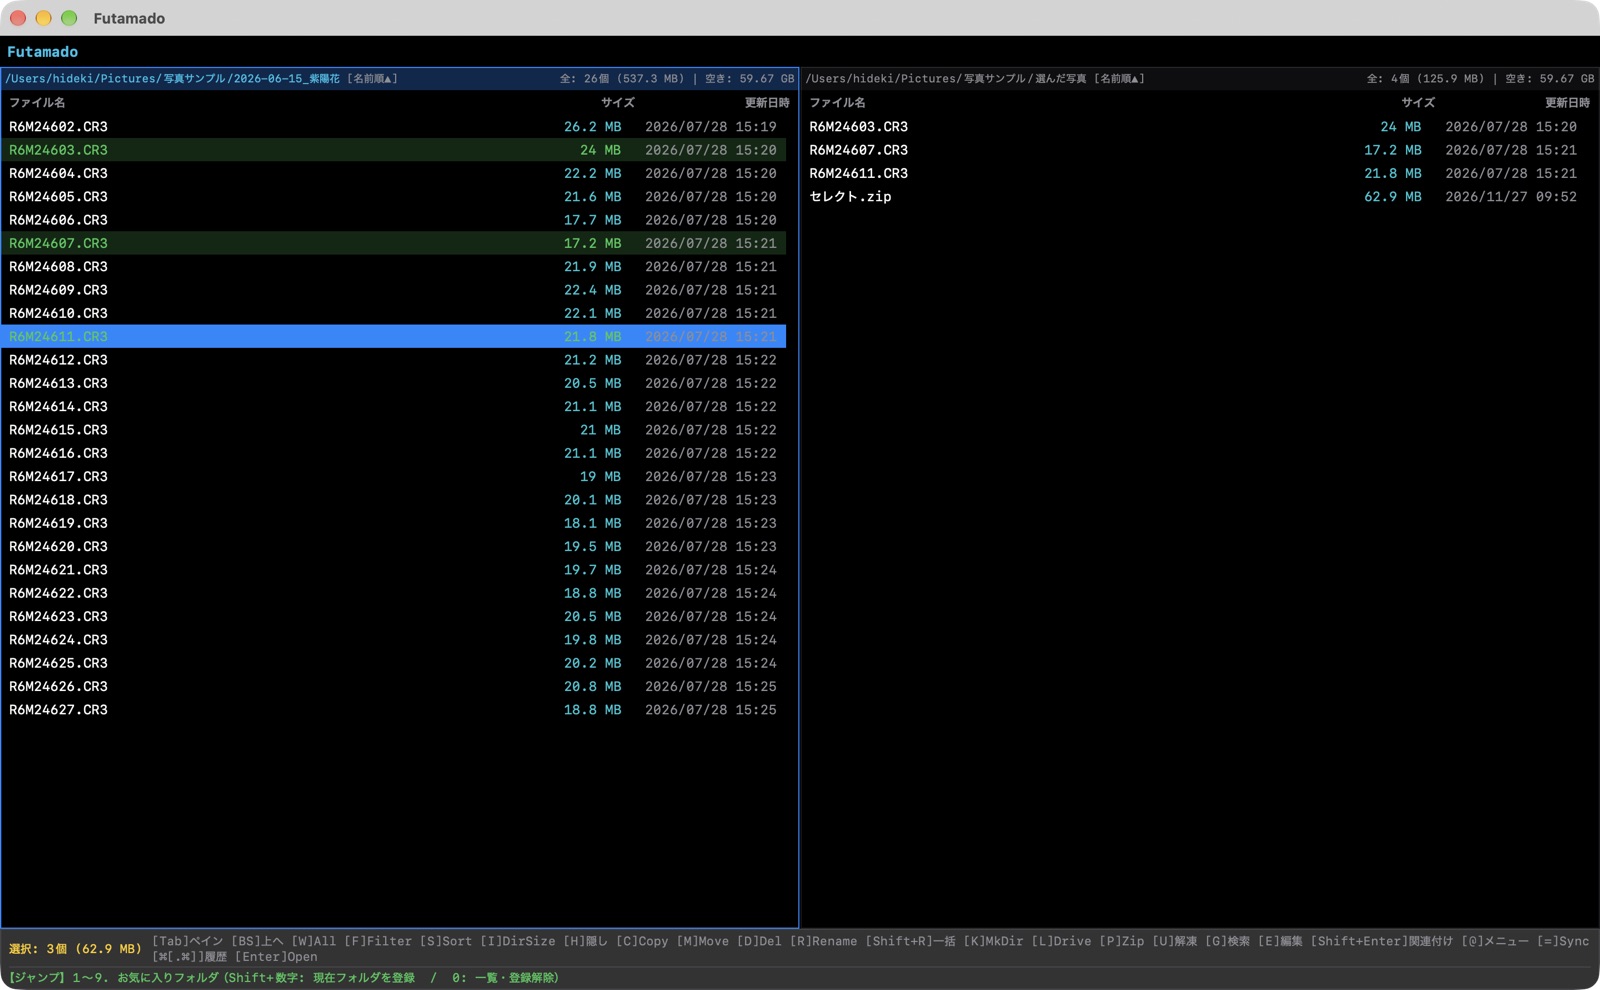 Futamado
Futamado
/Users/hideki/Pictures/写真サンプル/2026-06-15_紫陽花 [名前順▲] 全: 26個 (537.3 MB) | 空き: 59.67 GB
ファイル名 サイズ 更新日時
R6M24602.CR3 26.2 MB 2026/07/28 15:19
R6M24603.CR3 24 MB 2026/07/28 15:20
R6M24604.CR3 22.2 MB 2026/07/28 15:20
R6M24605.CR3 21.6 MB 2026/07/28 15:20
R6M24606.CR3 17.7 MB 2026/07/28 15:20
R6M24607.CR3 17.2 MB 2026/07/28 15:21
R6M24608.CR3 21.9 MB 2026/07/28 15:21
R6M24609.CR3 22.4 MB 2026/07/28 15:21
R6M24610.CR3 22.1 MB 2026/07/28 15:21
R6M24611.CR3 21.8 MB 2026/07/28 15:21
R6M24612.CR3 21.2 MB 2026/07/28 15:22
R6M24613.CR3 20.5 MB 2026/07/28 15:22
R6M24614.CR3 21.1 MB 2026/07/28 15:22
R6M24615.CR3 21 MB 2026/07/28 15:22
R6M24616.CR3 21.1 MB 2026/07/28 15:22
R6M24617.CR3 19 MB 2026/07/28 15:23
R6M24618.CR3 20.1 MB 2026/07/28 15:23
R6M24619.CR3 18.1 MB 2026/07/28 15:23
R6M24620.CR3 19.5 MB 2026/07/28 15:23
R6M24621.CR3 19.7 MB 2026/07/28 15:24
R6M24622.CR3 18.8 MB 2026/07/28 15:24
R6M24623.CR3 20.5 MB 2026/07/28 15:24
R6M24624.CR3 19.8 MB 2026/07/28 15:24
R6M24625.CR3 20.2 MB 2026/07/28 15:24
R6M24626.CR3 20.8 MB 2026/07/28 15:25
R6M24627.CR3 18.8 MB 2026/07/28 15:25
/Users/hideki/Pictures/写真サンプル/選んだ写真 [名前順▲] 全: 4個 (125.9 MB) | 空き: 59.67 GB
ファイル名 サイズ 更新日時
R6M24603.CR3 24 MB 2026/07/28 15:20
R6M24607.CR3 17.2 MB 2026/07/28 15:21
R6M24611.CR3 21.8 MB 2026/07/28 15:21
セレクト.zip 62.9 MB 2026/11/27 09:52
選択: 3個 (62.9 MB) [Tab]ペイン [BS]上へ [W]All [F]Filter [S]Sort [I]DirSize [H]隠し [C]Copy [M]Move [D]Del [R]Rename [Shift+R]一括 [K]MkDir [L]Drive [P]Zip [U]解凍 [G]検索 [E]編集 [Shift+Enter]関連付け [@]メニュー [=]Sync
[⌘[.⌘]]履歴 [Enter]Open
【ジャンプ】1〜9. お気に入りフォルダ (Shift+数字: 現在フォルダを登録 / 0: 一覧・登録解除)